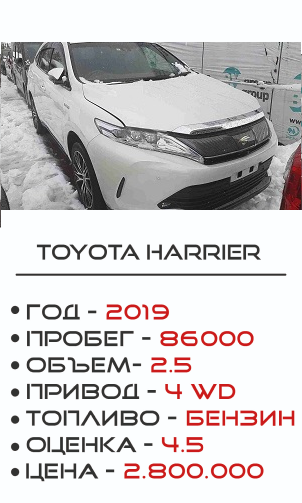 group
TOYOTA HARRIER
• ГОД - 2019
• ПРОБЕГ - 86000
• ОБЪЕМ- 2.5
• ПРИВОД - 4 WD
• ТОПЛИВО - БЕНЗИН
• ОЦЕНКА - 4.5
• ЦЕНА - 2.800.000